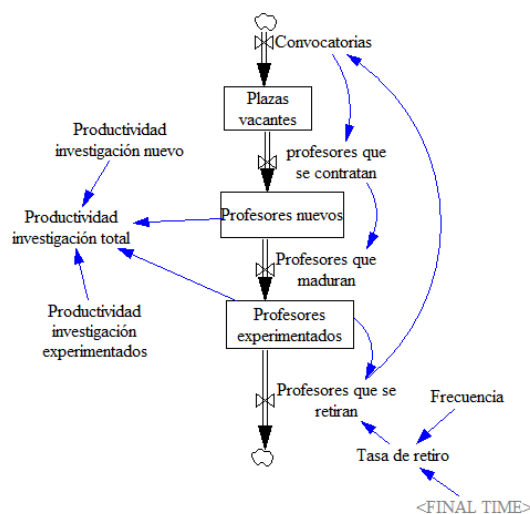 Convocatorias
Plazas
vacantes
Productividad
investigación nuevo
profesores que
se contratan
Productividad
investigación total
Profesores nuevos
Profesores que
maduran
Productividad
investigación
experimentados
Profesores
experimentados
Profesores que se
retiran
Frecuencia
Tasa de retiro
<FINAL TIME>